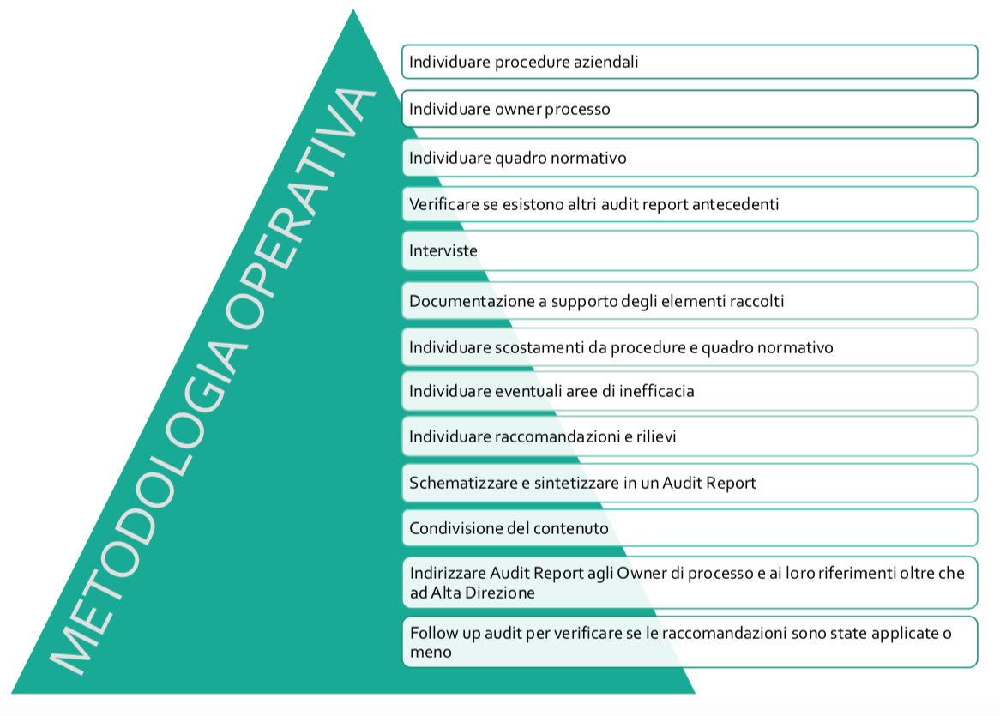 METODOLOGIA OPERATIVA
Individuare procedure aziendali
Individuare owner processo
Individuare quadro normativo
Verificare se esistono altri audit report antecedenti
Interviste
Documentazione a supporto degli elementi raccolti
Individuare scostamenti da procedure e quadro normativo
Individuare eventuali aree di inefficacia
Individuare raccomandazioni e rilievi
Schematizzare e sintetizzare in un Audit Report
Condivisione del contenuto
Indirizzare Audit Report agli Owner di processo e ai loro riferimenti oltre che
ad Alta Direzione
Follow up audit per verificare se le raccomandazioni sono state applicate o
meno